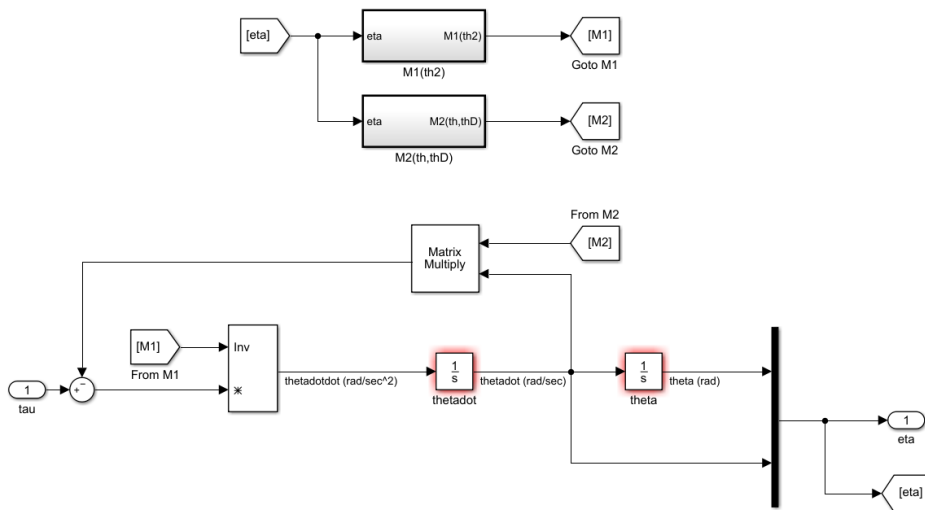 [eta]
eta
M1(th2)
M1(th2)
[M1]
Goto M1
eta
M2(th,thD)
M2(th,thD)
[M2]
Goto M2
From M2
[M2]
Matrix
Multiply
[M1]
From M1
Inv
1
tau
thetadotdot (rad/sec^2)
1
s
thetadot
thetadot (rad/sec)
1
s
theta
theta (rad)
1
eta
[eta]